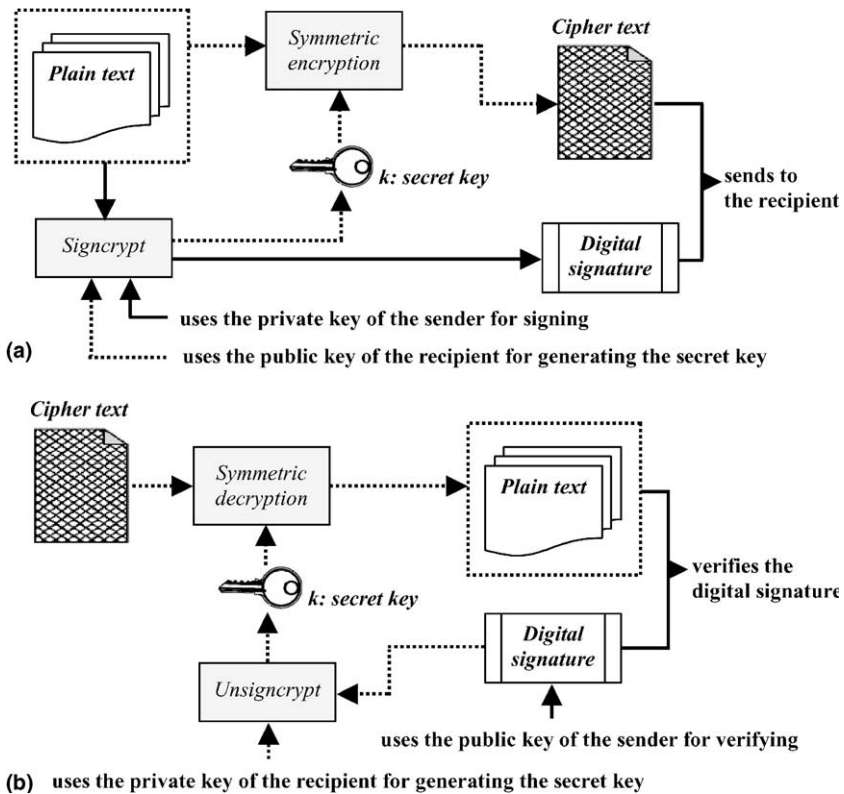 Plain text
Symmetric
encryption
Cipher text
k: secret key
sends to
the recipient
Signcrypt
Digital
signature
uses the private key of the sender for signing
(a)
uses the public key of the recipient for generating the secret key
Cipher text
Symmetric
decryption
Plain text
k: secret key
verifies the
digital signature
Unsigncrypt
Digital
signature
uses the public key of the sender for verifying
(b) uses the private key of the recipient for generating the secret key